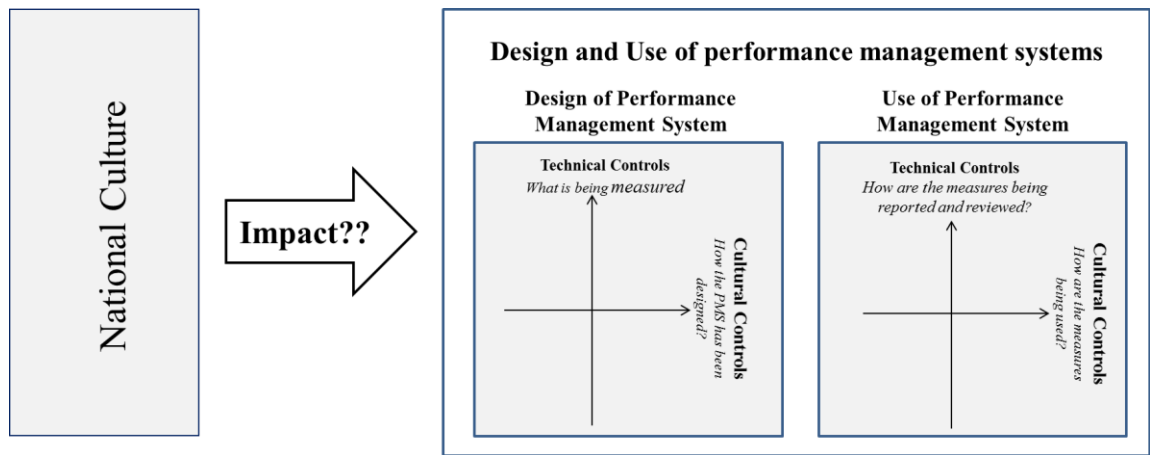 National Culture
Impact??
Design and Use of performance management systems
Design of Performance
Management System
Technical Controls
What is being measured
Cultural Controls
How the PMS has been
designed?
Use of Performance
Management System
Technical Controls
How are the measures being
reported and reviewed?
Cultural Controls
How are the measures
being used?